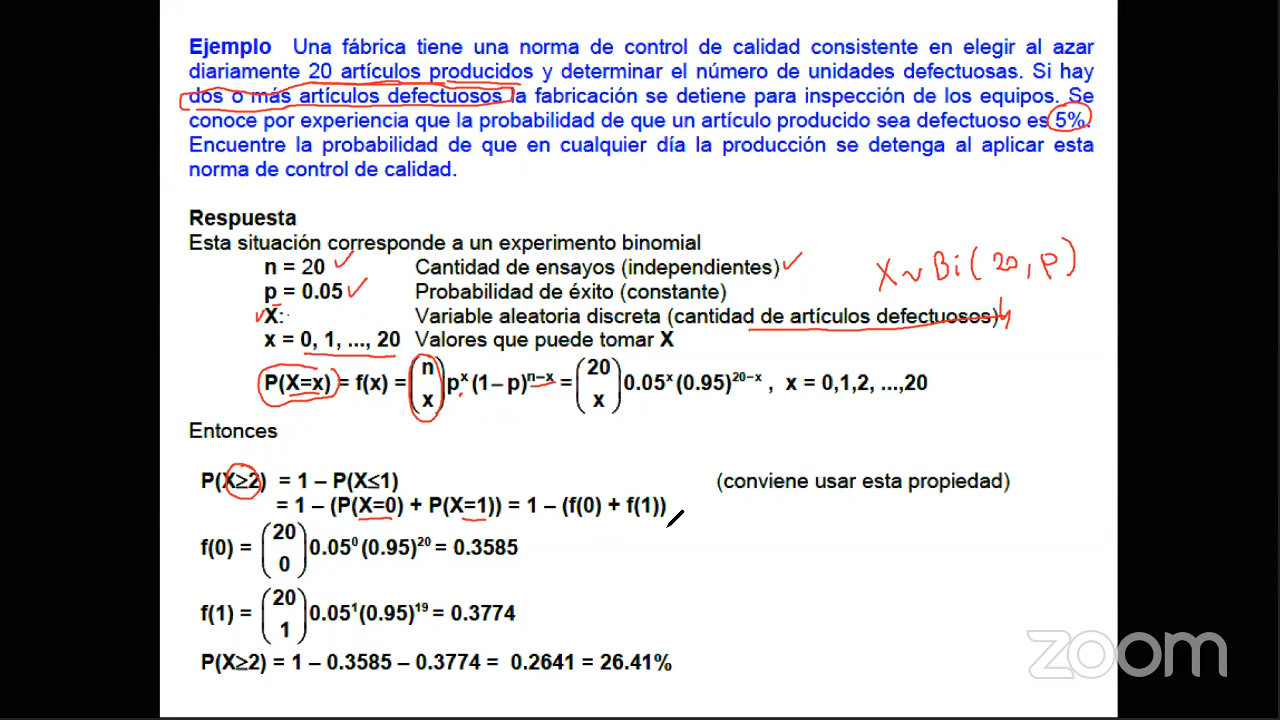 Ejemplo Una fábrica tiene una norma de control de calidad consistente en elegir al azar
diariamente 20 artículos producidos y determinar el número de unidades defectuosas. Si hay
dos o más artículos defectuosos la fabricación se detiene para inspección de los equipos. Se
conoce por experiencia que la probabilidad de que un artículo producido sea defectuoso es 5%.
Encuentre la probabilidad de que en cualquier día la producción se detenga al aplicar esta
norma de control de calidad.
Respuesta
Esta situación corresponde a un experimento binomial
n = 20 Cantidad de ensayos (independientes)
X ~ Bi(20, p)
p = 0.05 Probabilidad de éxito (constante)
X: Variable aleatoria discreta (cantidad de artículos defectuosos)
x = 0, 1, ..., 20 Valores que puede tomar X
P(X=x) = f(x) = (n x) p^x (1–p)^n–x = (20 x) 0.05^x (0.95)^20–x , x = 0,1,2, ...,20
Entonces
P(X≥2) = 1 – P(X≤1) (conviene usar esta propiedad)
= 1 – (P(X=0) + P(X=1)) = 1 – (f(0) + f(1))
f(0) = (20 0) 0.05^0 (0.95)^20 = 0.3585
f(1) = (20 1) 0.05^1 (0.95)^19 = 0.3774
P(X≥2) = 1 – 0.3585 – 0.3774 = 0.2641 = 26.41%
zoom